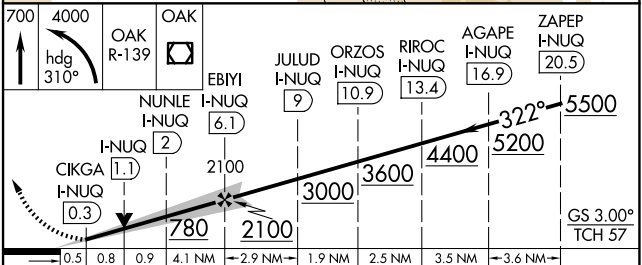 700
4000
hdg
310°
OAK
R-139
OAK
CIKGA
I-NUQ
0.3
I-NUQ
1.1
NUNLE
I-NUQ
2
EBIYI
I-NUQ
6.1
2100
JULUD
I-NUQ
9
ORZOS
I-NUQ
10.9
RIROC
I-NUQ
13.4
AGAPE
I-NUQ
16.9
ZAPEP
I-NUQ
20.5
322°
5500
5200
4400
3600
3000
2100
780
GS 3.00°
TCH 57
0.5
0.8
0.9
4.1 NM
2.9 NM
1.9 NM
2.5 NM
3.5 NM
3.6 NM